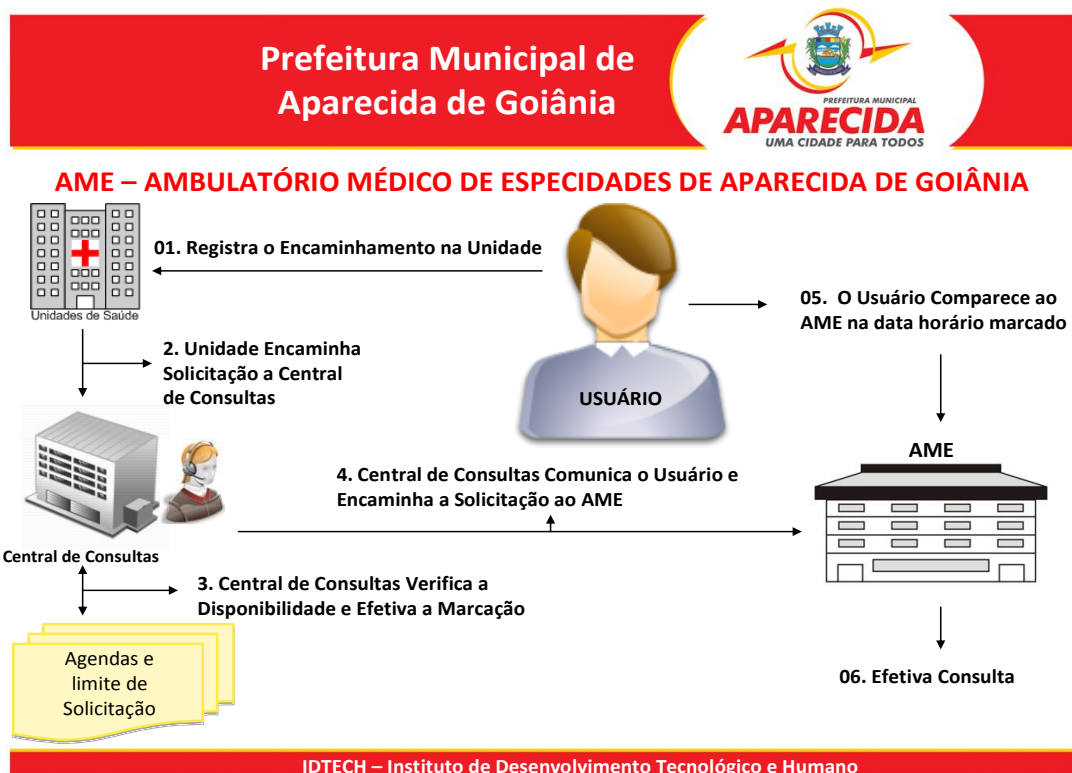 Prefeitura Municipal de
Aparecida de Goiânia
PREFEITURA MUNICIPAL
APARECIDA
UMA CIDADE PARA TODOS
AME – AMBULATÓRIO MÉDICO DE ESPECIDADES DE APARECIDA DE GOIÂNIA
01. Registra o Encaminhamento na Unidade
Unidades de Saúde
05. O Usuário Comparece ao
AME na data horário marcado
2. Unidade Encaminha
Solicitação a Central
de Consultas
USUÁRIO
AME
4. Central de Consultas Comunica o Usuário e
Encaminha a Solicitação ao AME
Central de Consultas
3. Central de Consultas Verifica a
Disponibilidade e Efetiva a Marcação
Agendas e
limite de
Solicitação
06. Efetiva Consulta
IDTECH – Instituto de Desenvolvimento Tecnológico e Humano